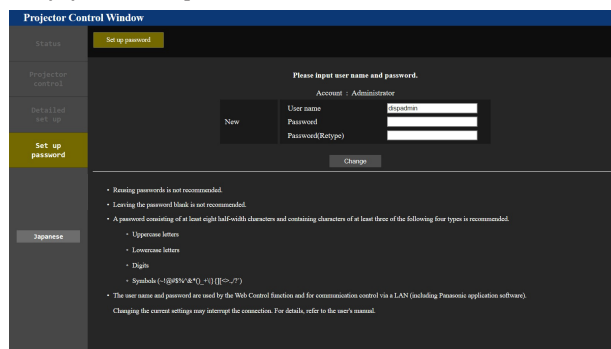 Projector Control Window
Status
Set up password
Projector
control
Please input user name and password.
Account : Administrator
Detailed
set up
User name
dispadmin
New
Password
Password(Retype)
Set up
password
Change
• Reusing passwords is not recommended.
• Leaving the password blank is not recommended.
• A password consisting of at least eight half-width characters and containing characters of at least three of the following four types is recommended.
• Uppercase letters
Japanese
• Lowercase letters
• Digits
• Symbols (~!@#$%^&*()_+\|}{][<>.,/?`)
• The user name and password are used by the Web Control function and for communication control via a LAN (including Panasonic application software).
Changing the current settings may interrupt the connection. For details, refer to the user's manual.